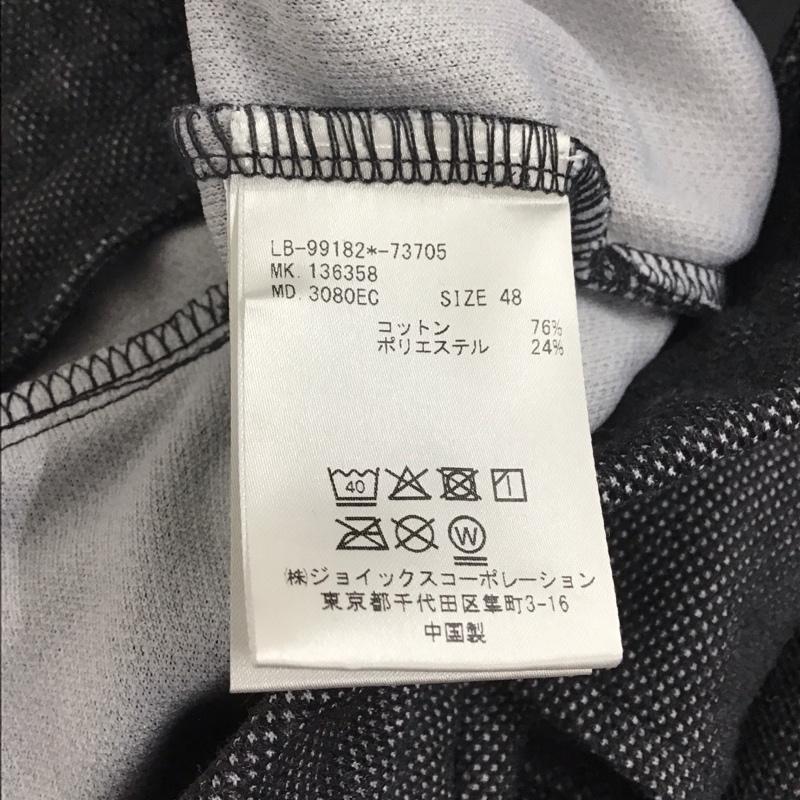 LB-99182*-73705
MK. 136358
MD. 3080EC SIZE 48
コットン 76%
ポリエステル 24%
40
W
㈱ジョイックスコーポレーション
東京都千代田区隼町3-16
中国製